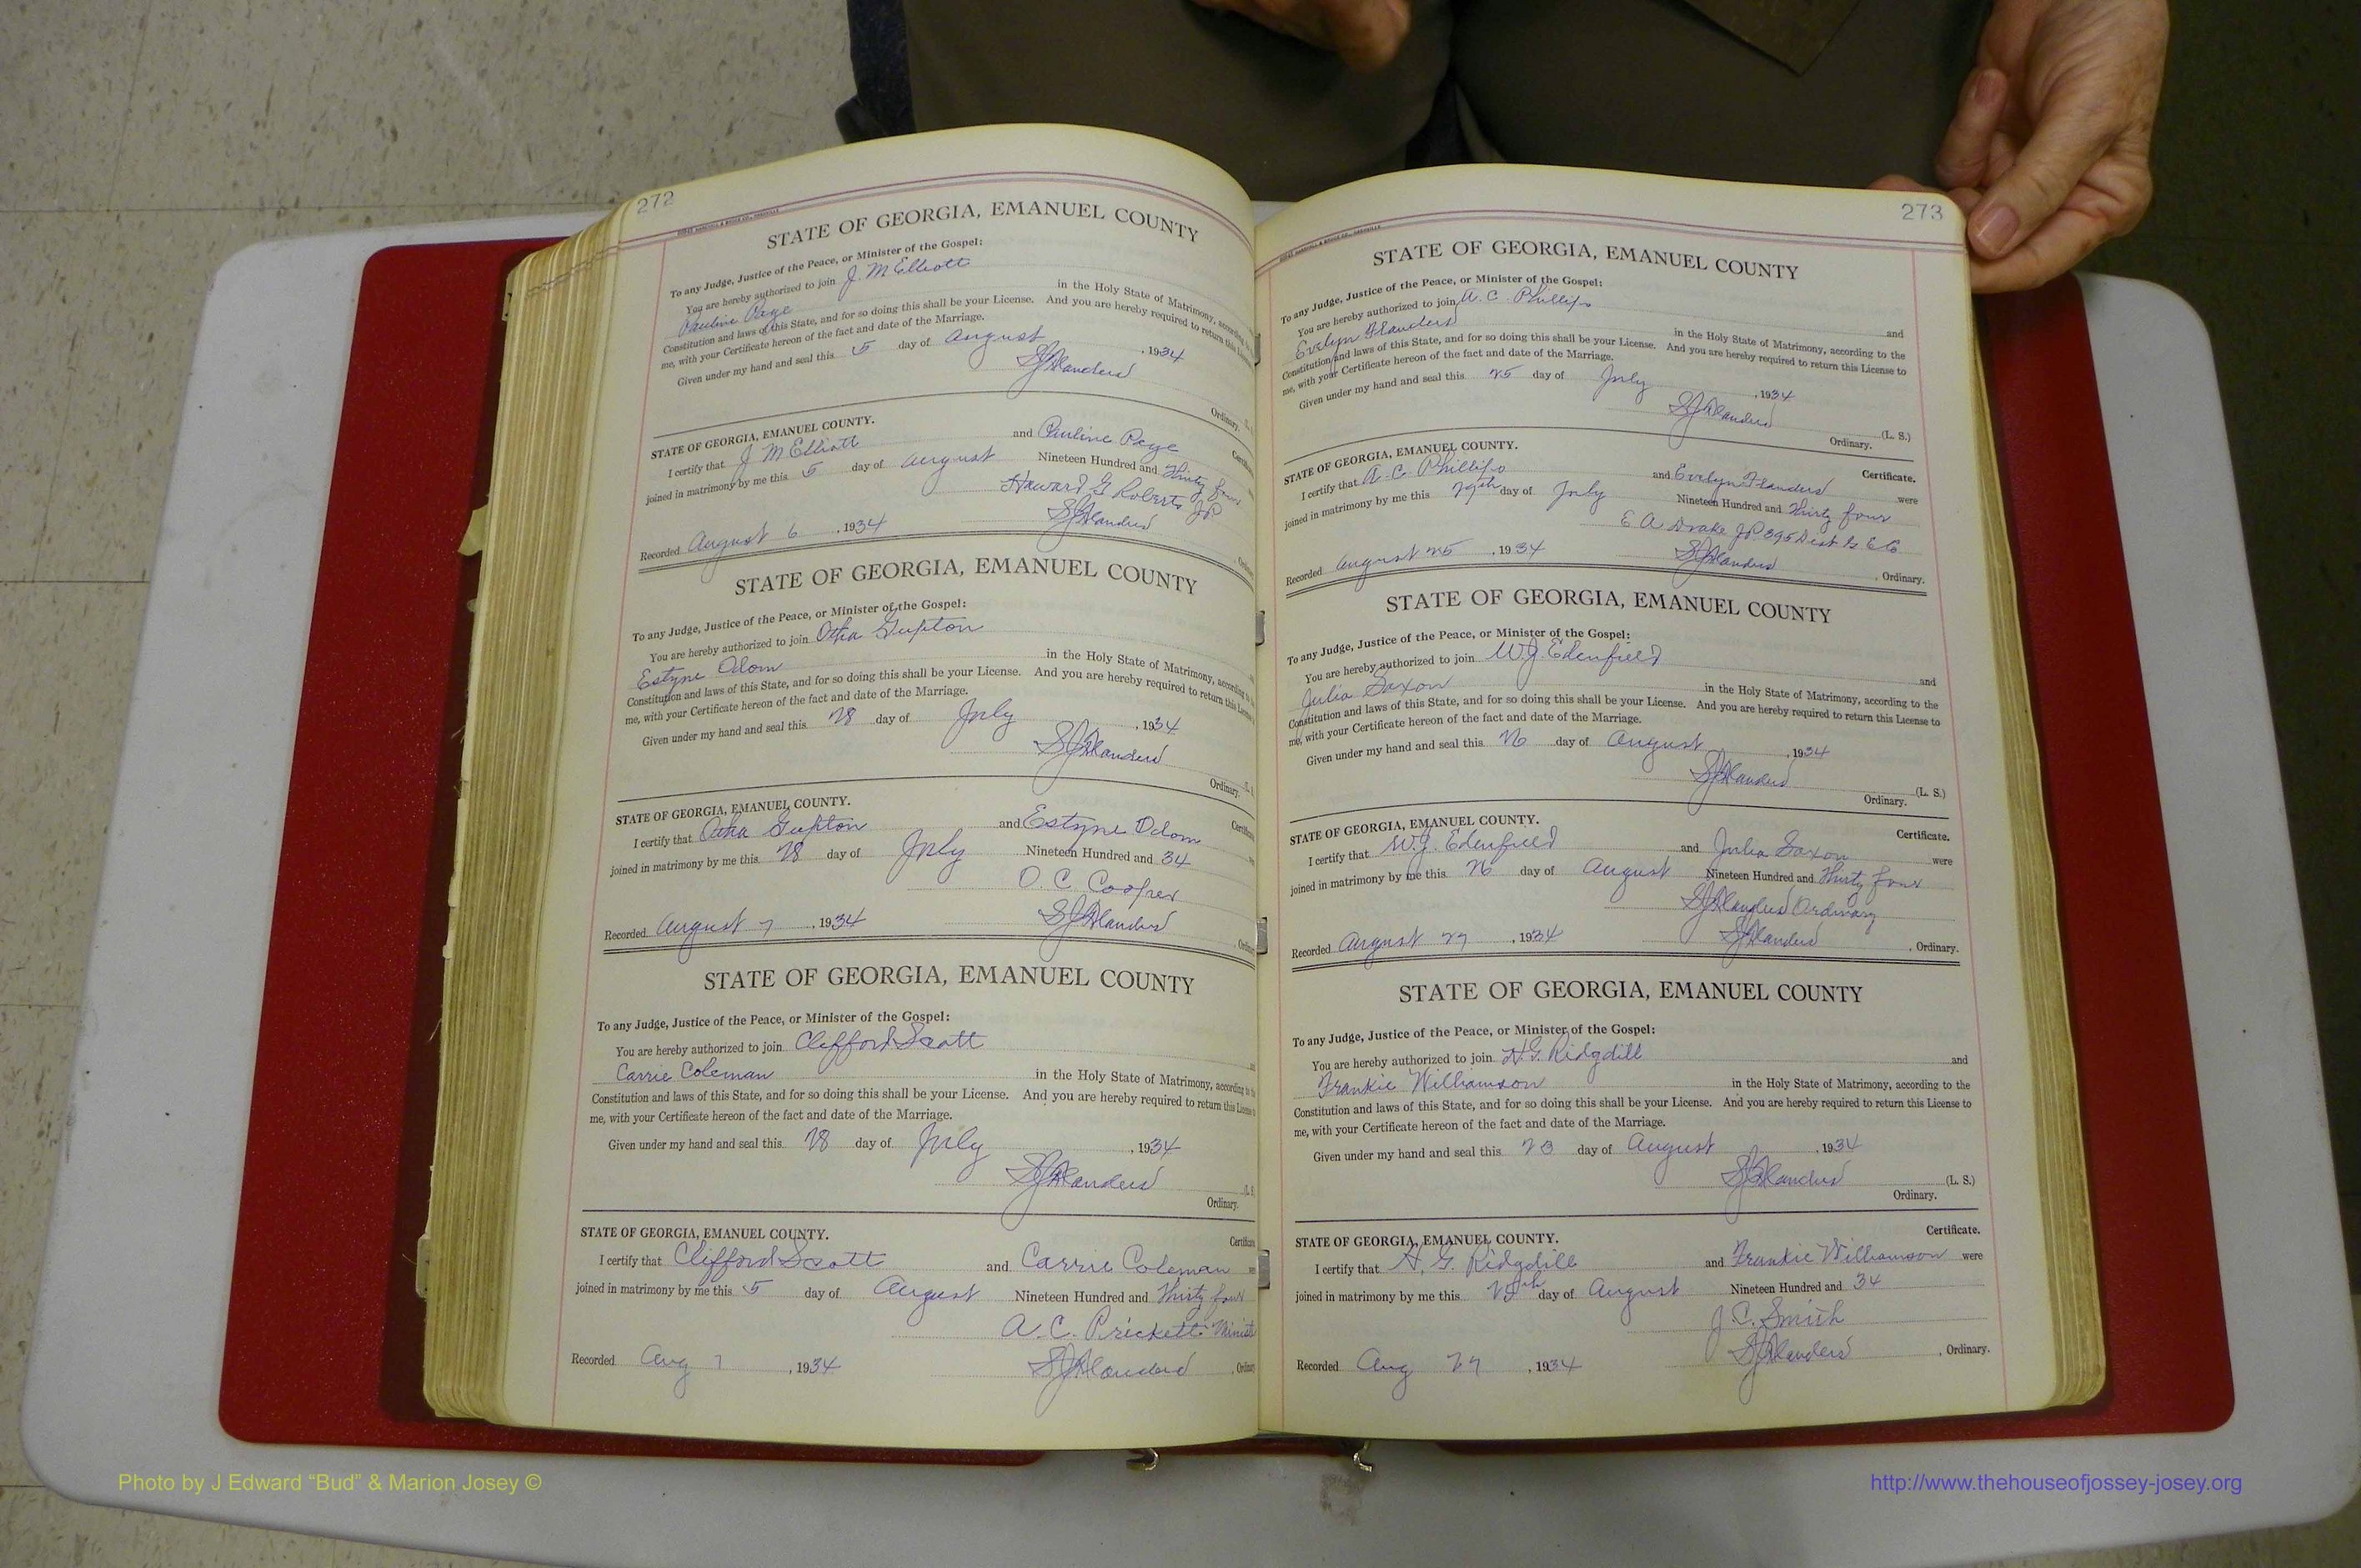 272
STATE OF GEORGIA, EMANUEL COUNTY
To any Judge, Justice of the Peace, or Minister of the Gospel:
You are hereby authorized to join J. M Elliott
Pauline Page in the Holy State of Matrimony, according
Constitution and laws of this State, and for so doing this shall be your License. And you are hereby required to return this License
me, with your Certificate hereon of the fact and date of the Marriage.
Given under my hand and seal this 5 day of August , 1934
SJFlanders
Ordinary.
STATE OF GEORGIA, EMANUEL COUNTY.
I certify that J M Elliott and Pauline Page
joined in matrimony by me this 5 day of August Nineteen Hundred and Thirty four
Howard G Roberts JP
Recorded August 6 , 1934 SJFlanders
STATE OF GEORGIA, EMANUEL COUNTY
To any Judge, Justice of the Peace, or Minister of the Gospel:
You are hereby authorized to join Otha Gupton
Estyne Odom in the Holy State of Matrimony, according
Constitution and laws of this State, and for so doing this shall be your License. And you are hereby required to return this License
me, with your Certificate hereon of the fact and date of the Marriage.
Given under my hand and seal this 28 day of July , 1934
SJFlanders
Ordinary.
STATE OF GEORGIA, EMANUEL COUNTY.
I certify that Otha Gupton and Estyne Odom
joined in matrimony by me this 28 day of July Nineteen Hundred and 34
O. C Cooper
Recorded August 7 , 1934 SJFlanders
STATE OF GEORGIA, EMANUEL COUNTY
To any Judge, Justice of the Peace, or Minister of the Gospel:
You are hereby authorized to join Clifford Scott
Carrie Coleman in the Holy State of Matrimony, according to the
Constitution and laws of this State, and for so doing this shall be your License. And you are hereby required to return this License
me, with your Certificate hereon of the fact and date of the Marriage.
Given under my hand and seal this 28 day of July , 1934
SJFlanders
Ordinary.
STATE OF GEORGIA, EMANUEL COUNTY.
I certify that Clifford Scott and Carrie Coleman
joined in matrimony by me this 5 day of August Nineteen Hundred and Thirty four
A. C. Prickett Minist
Recorded Aug 7 , 1934 SJFlanders
273
STATE OF GEORGIA, EMANUEL COUNTY
To any Judge, Justice of the Peace, or Minister of the Gospel:
You are hereby authorized to join A. C. Phillips and
Evelyn Flanders in the Holy State of Matrimony, according to the
Constitution and laws of this State, and for so doing this shall be your License. And you are hereby required to return this License to
me, with your Certificate hereon of the fact and date of the Marriage.
Given under my hand and seal this 25 day of July , 1934
SJFlanders (L. S.)
Ordinary.
STATE OF GEORGIA, EMANUEL COUNTY. Certificate.
I certify that A. C. Phillips and Evelyn Flanders were
joined in matrimony by me this 29th day of July Nineteen Hundred and Thirty four
E A Drake JP 395 Dist G E C
Recorded August 25 , 1934 SJFlanders , Ordinary.
STATE OF GEORGIA, EMANUEL COUNTY
To any Judge, Justice of the Peace, or Minister of the Gospel:
You are hereby authorized to join W.J. Edenfield and
Julia Saxon in the Holy State of Matrimony, according to the
Constitution and laws of this State, and for so doing this shall be your License. And you are hereby required to return this License to
me, with your Certificate hereon of the fact and date of the Marriage.
Given under my hand and seal this 26 day of August , 1934
SJFlanders (L. S.)
Ordinary.
STATE OF GEORGIA, EMANUEL COUNTY. Certificate.
I certify that W.J. Edenfield and Julia Saxon were
joined in matrimony by me this 26 day of August Nineteen Hundred and Thirty four
SJFlanders Ordinary
Recorded August 27 , 1934 SJFlanders , Ordinary.
STATE OF GEORGIA, EMANUEL COUNTY
To any Judge, Justice of the Peace, or Minister of the Gospel:
You are hereby authorized to join H.G. Ridgdill and
Frankie Williamson in the Holy State of Matrimony, according to the
Constitution and laws of this State, and for so doing this shall be your License. And you are hereby required to return this License to
me, with your Certificate hereon of the fact and date of the Marriage.
Given under my hand and seal this 23 day of August , 1934
SJFlanders (L. S.)
Ordinary.
STATE OF GEORGIA, EMANUEL COUNTY. Certificate.
I certify that H. G. Ridgdill and Frankie Williamson were
joined in matrimony by me this 25th day of August Nineteen Hundred and 34
J. C. Smith
Recorded Aug 27 , 1934 SJFlanders , Ordinary.
Photo by J Edward “Bud” & Marion Josey ©
http://www.thehouseofjossey-josey.org